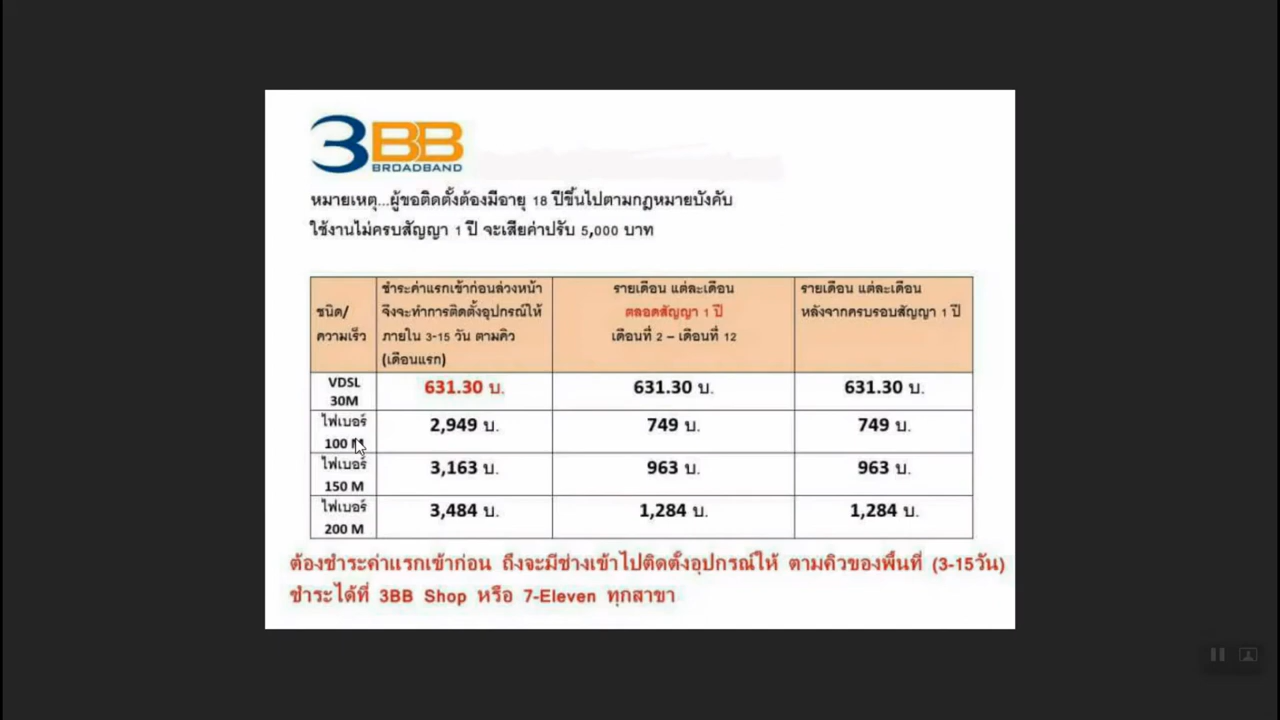 3BB
BROADBAND
หมายเหตุ...ผู้ขอติดตั้งต้องมีอายุ 18 ปีขึ้นไปตามกฎหมายบังคับ
ใช้งานไม่ครบสัญญา 1 ปี จะเสียค่าปรับ 5,000 บาท
ชนิด/
ความเร็ว
ชำระค่าแรกเข้าก่อนล่วงหน้า
จึงจะทำการติดตั้งอุปกรณ์ให้
ภายใน 3-15 วัน ตามคิว
(เดือนแรก)
รายเดือน แต่ละเดือน
ตลอดสัญญา 1 ปี
เดือนที่ 2 – เดือนที่ 12
รายเดือน แต่ละเดือน
หลังจากครบรอบสัญญา 1 ปี
VDSL
30M
631.30 บ.
631.30 บ.
631.30 บ.
ไฟเบอร์
100 M
2,949 บ.
749 บ.
749 บ.
ไฟเบอร์
150 M
3,163 บ.
963 บ.
963 บ.
ไฟเบอร์
200 M
3,484 บ.
1,284 บ.
1,284 บ.
ต้องชำระค่าแรกเข้าก่อน ถึงจะมีช่างเข้าไปติดตั้งอุปกรณ์ให้ ตามคิวของพื้นที่ (3-15วัน)
ชำระได้ที่ 3BB Shop หรือ 7-Eleven ทุกสาขา